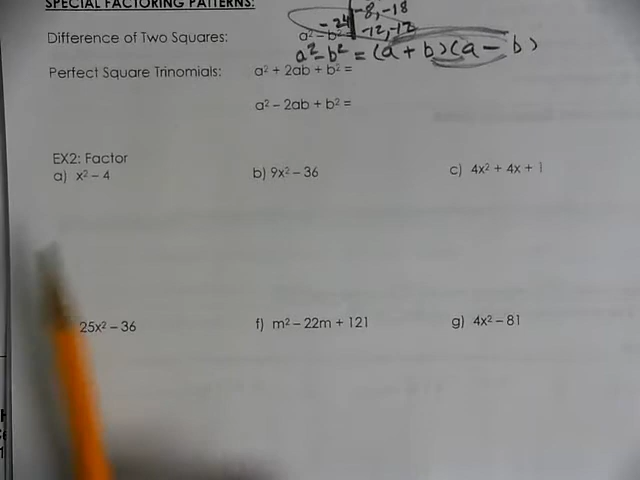 SPECIAL FACTORING PATTERNS:
-24 -8, -18
-12, -12
Difference of Two Squares: a² – b²
a² – b² = (a + b)(a – b)
Perfect Square Trinomials: a² + 2ab + b² =
a² – 2ab + b² =
EX2: Factor
a) x² – 4 b) 9x² – 36 c) 4x² + 4x + 1
25x² – 36 f) m² – 22m + 121 g) 4x² – 81